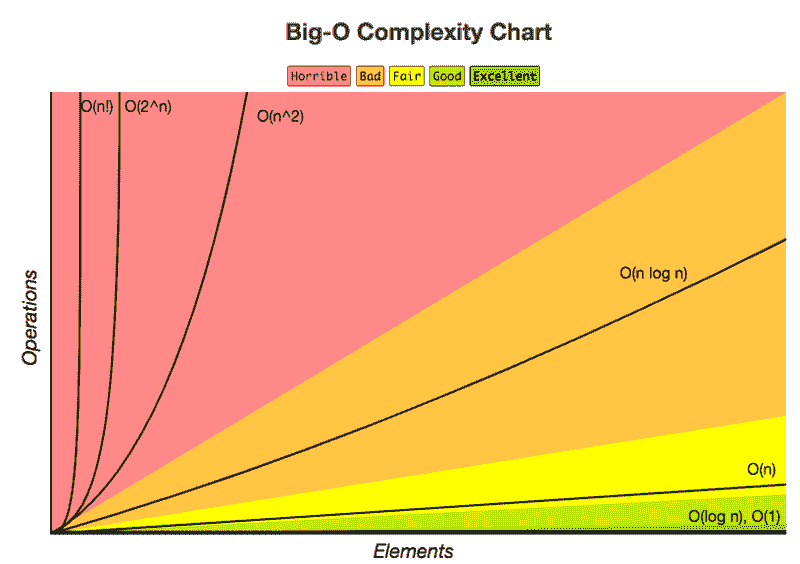 Big-O Complexity Chart
Horrible Bad Fair Good Excellent
O(n!) O(2^n)
O(n^2)
O(n log n)
O(n)
O(log n), O(1)
Operations
Elements